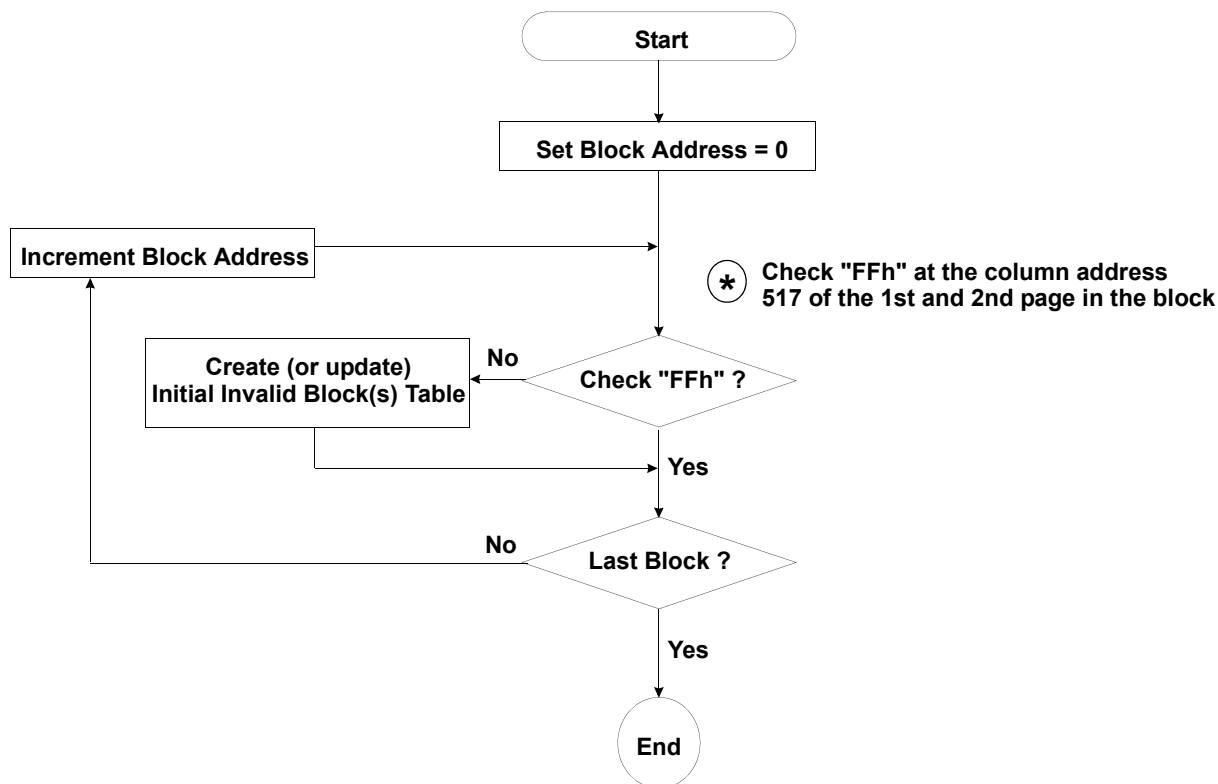 Start
Set Block Address = 0
Increment Block Address
* Check "FFh" at the column address
517 of the 1st and 2nd page in the block
Create (or update)
Initial Invalid Block(s) Table
No
Check "FFh" ?
Yes
No
Last Block ?
Yes
End